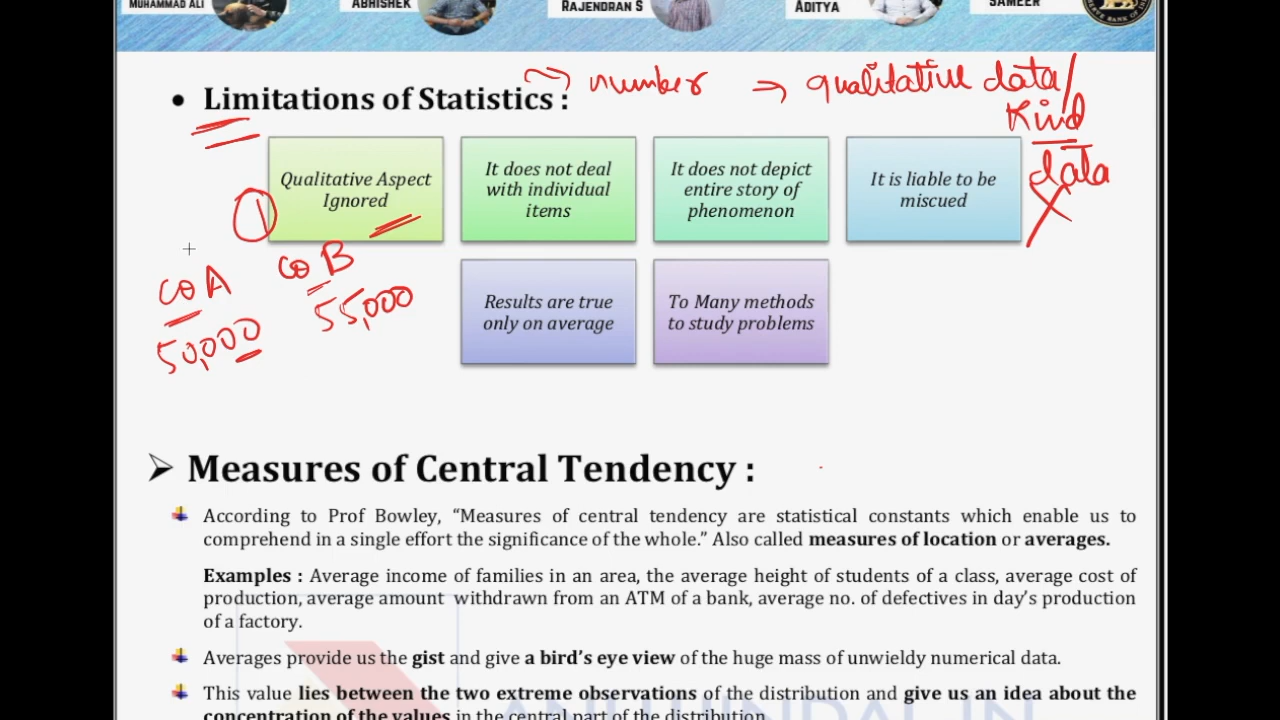 MUHAMMAD ALI
ABHISHEK
RAJENDRAN S
ADITYA
SAMEER
• Limitations of Statistics :
→ number → qualitative data/
Kind
data
Qualitative Aspect
Ignored
It does not deal
with individual
items
It does not depict
entire story of
phenomenon
It is liable to be
miscued
1
Co A
50,000
Co B
55,000
Results are true
only on average
To Many methods
to study problems
➢ Measures of Central Tendency :
According to Prof Bowley, “Measures of central tendency are statistical constants which enable us to
comprehend in a single effort the significance of the whole.” Also called measures of location or averages.
Examples : Average income of families in an area, the average height of students of a class, average cost of
production, average amount withdrawn from an ATM of a bank, average no. of defectives in day’s production
of a factory.
Averages provide us the gist and give a bird’s eye view of the huge mass of unwieldy numerical data.
This value lies between the two extreme observations of the distribution and give us an idea about the
concentration of the values in the central part of the distribution.